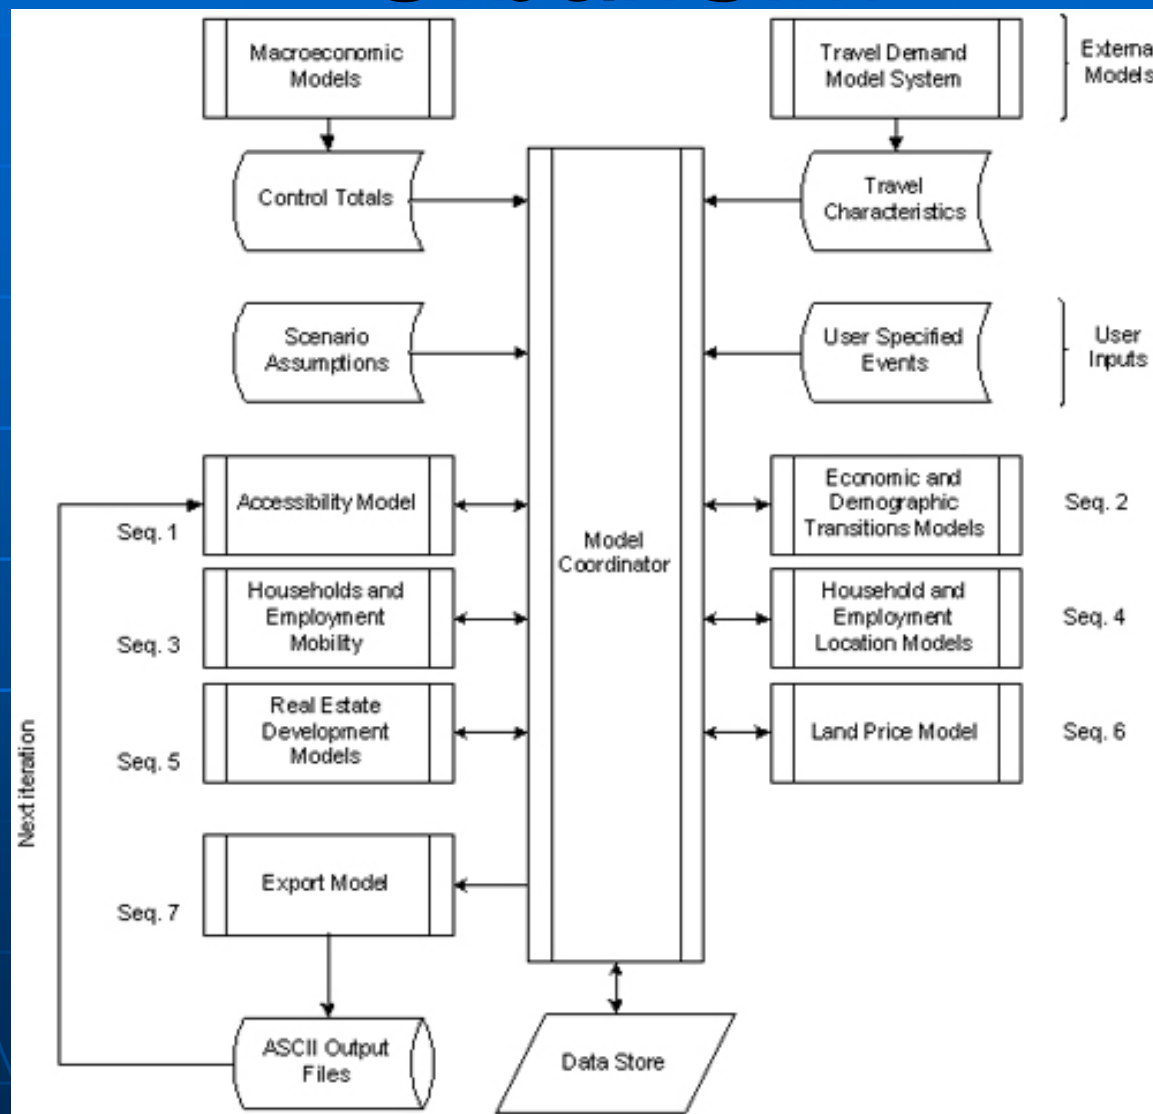 Macroeconomic
Models
Travel Demand
Model System
Externa
Models
Control Totals
Travel
Characteristics
Scenario
Assumptions
User Specified
Events
User
Inputs
Accessibility Model
Seq. 1
Economic and
Demographic
Transitions Models
Seq. 2
Model
Coordinator
Households and
Employment
Mobility
Seq. 3
Household and
Employment
Location Models
Seq. 4
Real Estate
Development
Models
Seq. 5
Land Price Model
Seq. 6
Next iteration
Export Model
Seq. 7
ASCII Output
Files
Data Store